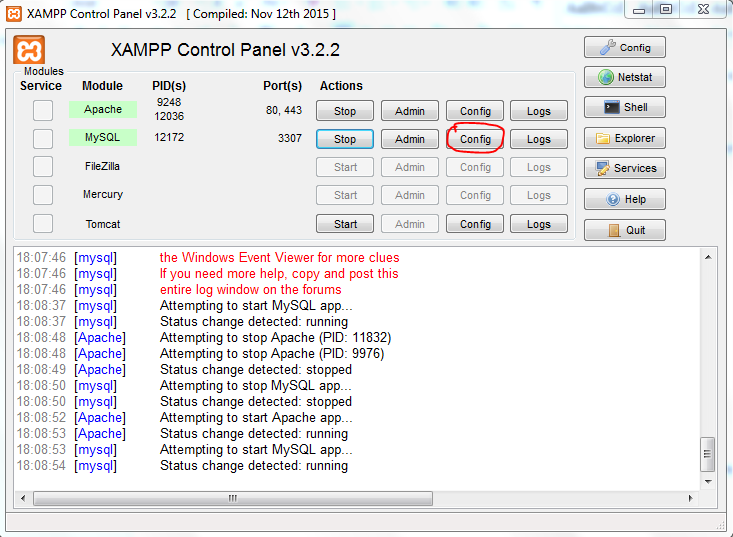 XAMPP Control Panel v3.2.2 [ Compiled: Nov 12th 2015 ]
XAMPP Control Panel v3.2.2
Config
Modules
Service Module PID(s) Port(s) Actions
Netstat
Apache 9248 12036 80, 443 Stop Admin Config Logs
Shell
MySQL 12172 3307 Stop Admin Config Logs
Explorer
FileZilla Start Admin Config Logs
Services
Mercury Start Admin Config Logs
Help
Tomcat Start Admin Config Logs
Quit
18:07:46 [mysql] the Windows Event Viewer for more clues
18:07:46 [mysql] If you need more help, copy and post this
18:07:46 [mysql] entire log window on the forums
18:08:37 [mysql] Attempting to start MySQL app...
18:08:37 [mysql] Status change detected: running
18:08:48 [Apache] Attempting to stop Apache (PID: 11832)
18:08:48 [Apache] Attempting to stop Apache (PID: 9976)
18:08:49 [Apache] Status change detected: stopped
18:08:50 [mysql] Attempting to stop MySQL app...
18:08:50 [mysql] Status change detected: stopped
18:08:52 [Apache] Attempting to start Apache app...
18:08:53 [Apache] Status change detected: running
18:08:53 [mysql] Attempting to start MySQL app...
18:08:54 [mysql] Status change detected: running